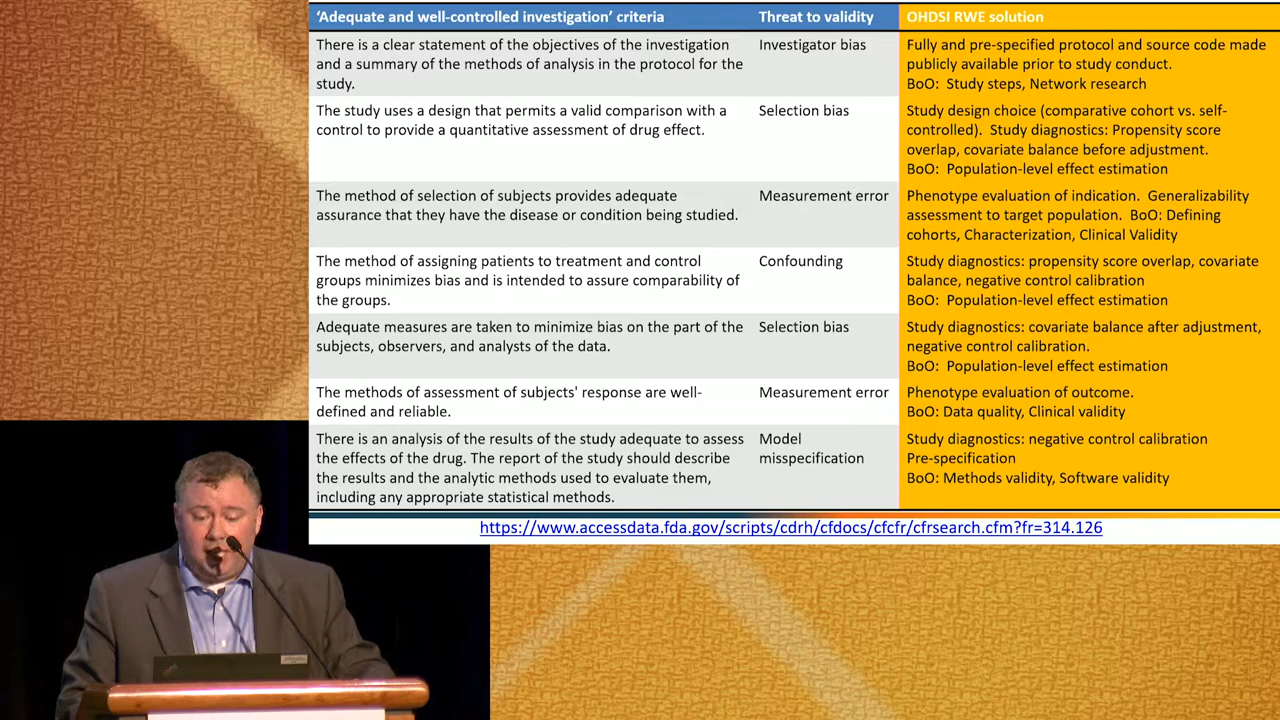 ‘Adequate and well-controlled investigation’ criteria
Threat to validity
OHDSI RWE solution
There is a clear statement of the objectives of the investigation
and a summary of the methods of analysis in the protocol for the
study.
Investigator bias
Fully and pre-specified protocol and source code made
publicly available prior to study conduct.
BoO: Study steps, Network research
The study uses a design that permits a valid comparison with a
control to provide a quantitative assessment of drug effect.
Selection bias
Study design choice (comparative cohort vs. self-
controlled). Study diagnostics: Propensity score
overlap, covariate balance before adjustment.
BoO: Population-level effect estimation
The method of selection of subjects provides adequate
assurance that they have the disease or condition being studied.
Measurement error
Phenotype evaluation of indication. Generalizability
assessment to target population. BoO: Defining
cohorts, Characterization, Clinical Validity
The method of assigning patients to treatment and control
groups minimizes bias and is intended to assure comparability of
the groups.
Confounding
Study diagnostics: propensity score overlap, covariate
balance, negative control calibration
BoO: Population-level effect estimation
Adequate measures are taken to minimize bias on the part of the
subjects, observers, and analysts of the data.
Selection bias
Study diagnostics: covariate balance after adjustment,
negative control calibration.
BoO: Population-level effect estimation
The methods of assessment of subjects' response are well-
defined and reliable.
Measurement error
Phenotype evaluation of outcome.
BoO: Data quality, Clinical validity
There is an analysis of the results of the study adequate to assess
the effects of the drug. The report of the study should describe
the results and the analytic methods used to evaluate them,
including any appropriate statistical methods.
Model
misspecification
Study diagnostics: negative control calibration
Pre-specification
BoO: Methods validity, Software validity
https://www.accessdata.fda.gov/scripts/cdrh/cfdocs/cfcfr/cfrsearch.cfm?fr=314.126